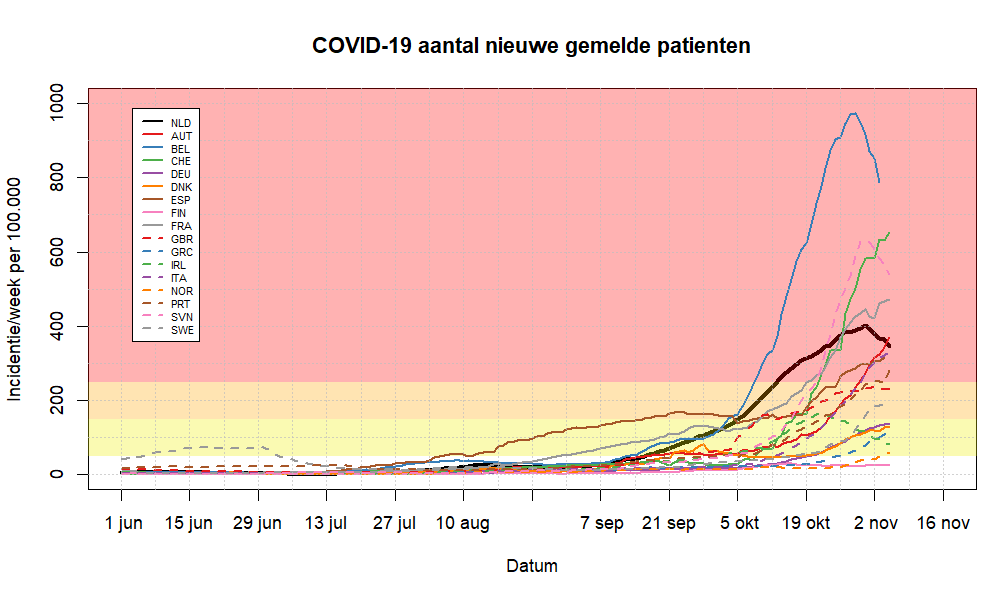 COVID-19 aantal nieuwe gemelde patienten
Incidentie/week per 100.000
1000
800
600
400
200
0
NLD
AUT
BEL
CHE
DEU
DNK
ESP
FIN
FRA
GBR
GRC
IRL
ITA
NOR
PRT
SVN
SWE
1 jun 15 jun 29 jun 13 jul 27 jul 10 aug 7 sep 21 sep 5 okt 19 okt 2 nov 16 nov
Datum